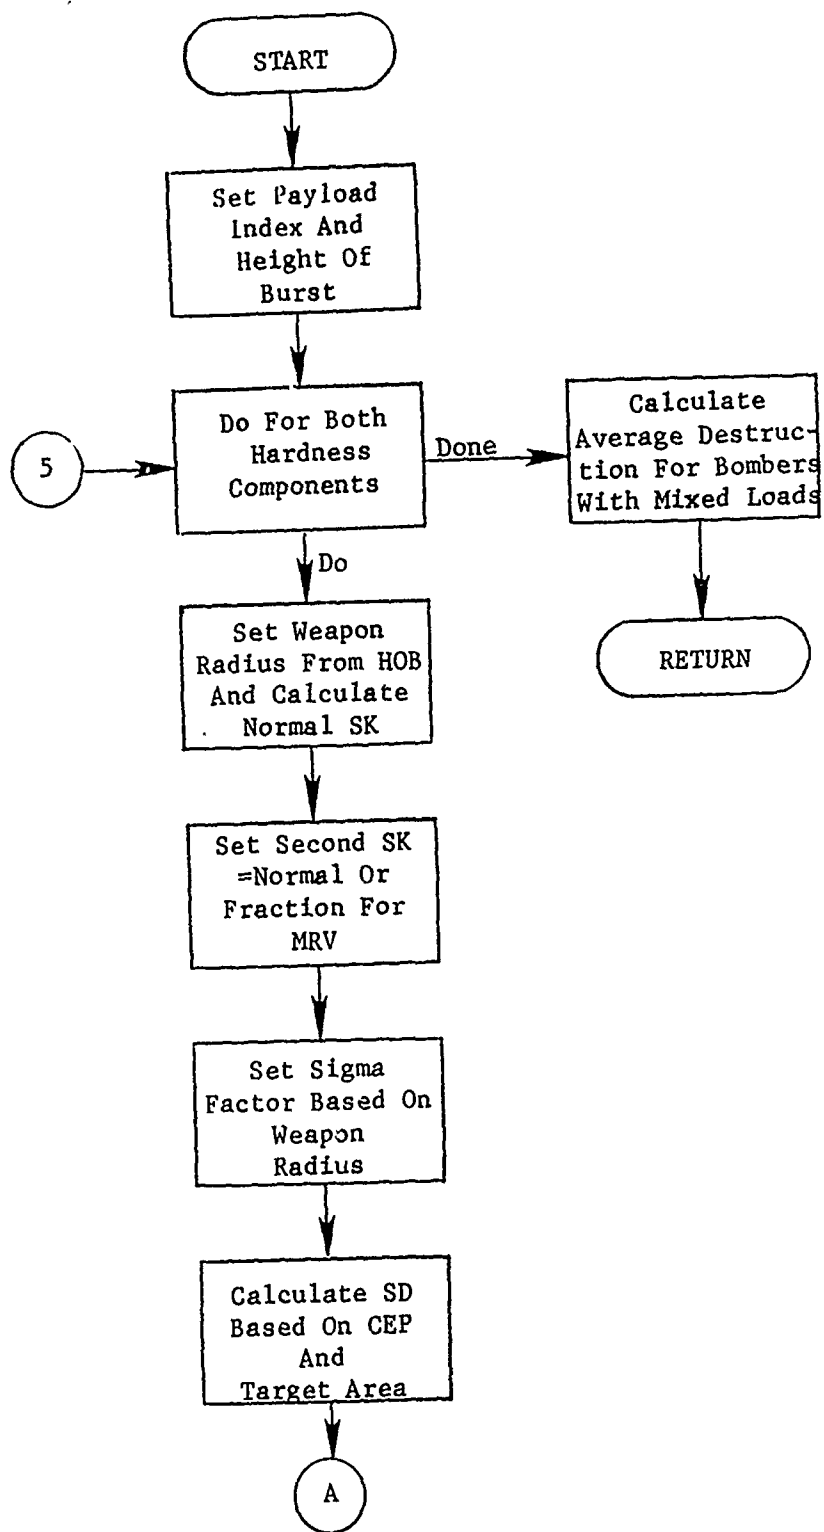 START
Set Payload
Index And
Height Of
Burst
5
Do For Both
Hardness
Components
Done
Calculate
Average Destruc-
tion For Bombers
With Mixed Loads
Do
RETURN
Set Weapon
Radius From HOB
And Calculate
Normal SK
Set Second SK
=Normal Or
Fraction For
MRV
Set Sigma
Factor Based On
Weapon
Radius
Calculate SD
Based On CEP
And
Target Area
A